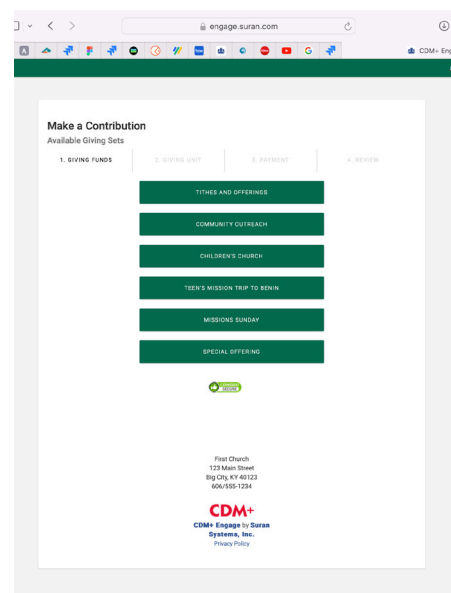 engage.suran.com
CDM+ Eng
Make a Contribution
Available Giving Sets
1. GIVING FUNDS
2. GIVING UNIT
3. PAYMENT
4. REVIEW
TITHES AND OFFERINGS
COMMUNITY OUTREACH
CHILDREN'S CHURCH
TEEN'S MISSION TRIP TO BENIN
MISSIONS SUNDAY
SPECIAL OFFERING
SECURE
First Church
123 Main Street
Big City, KY 40123
606/555-1234
CDM+
CDM+ Engage by Suran
Systems, Inc.
Privacy Policy